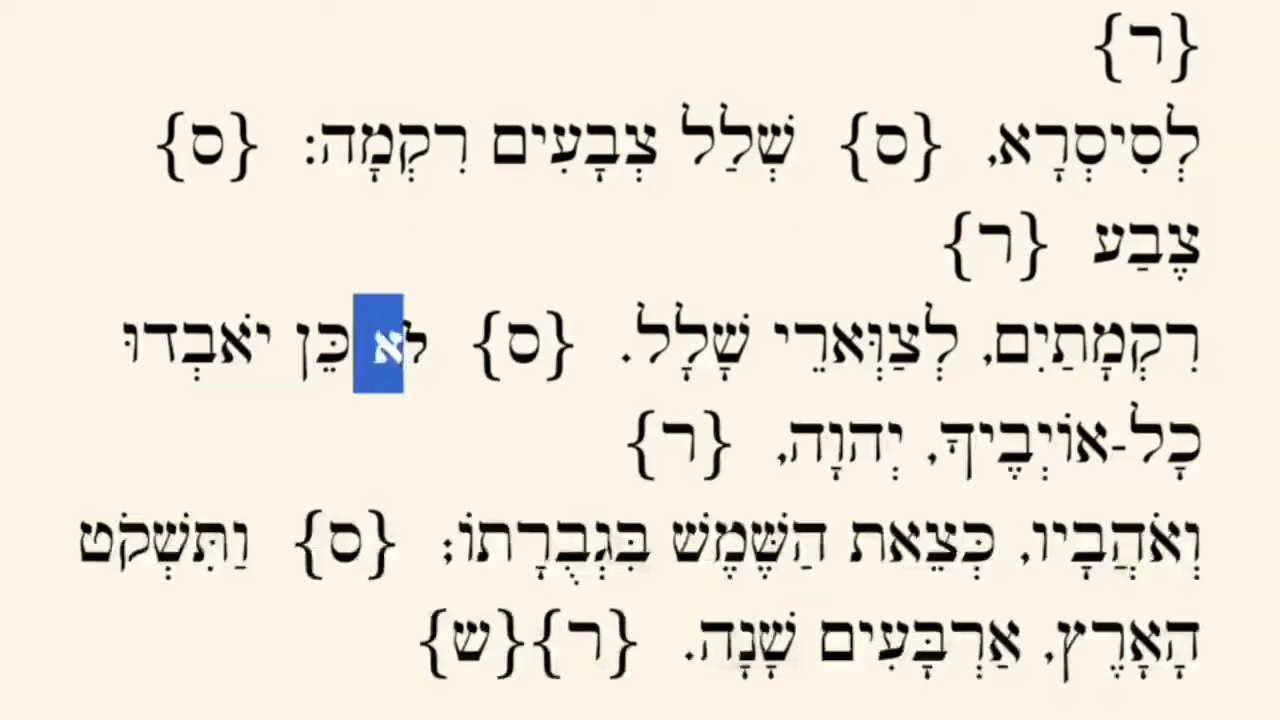 {ר}
לְסִיסְרָא, {ס} שְׁלַל צְבָעִים רִקְמָה: {ס}
צֶבַע {ר}
רִקְמָתַיִם, לְצַוְּארֵי שָׁלָל. {ס} לא כֵּן יֹאבְדוּ
כָל-אוֹיְבֶיךָ, יְהוָה, {ר}
וְאֹהֲבָיו, כְּצֵאת הַשֶּׁמֶשׁ בִּגְבֻרָתוֹ; {ס} וַתִּשְׁקֹט
הָאָרֶץ, אַרְבָּעִים שָׁנָה. {ר}{ש}